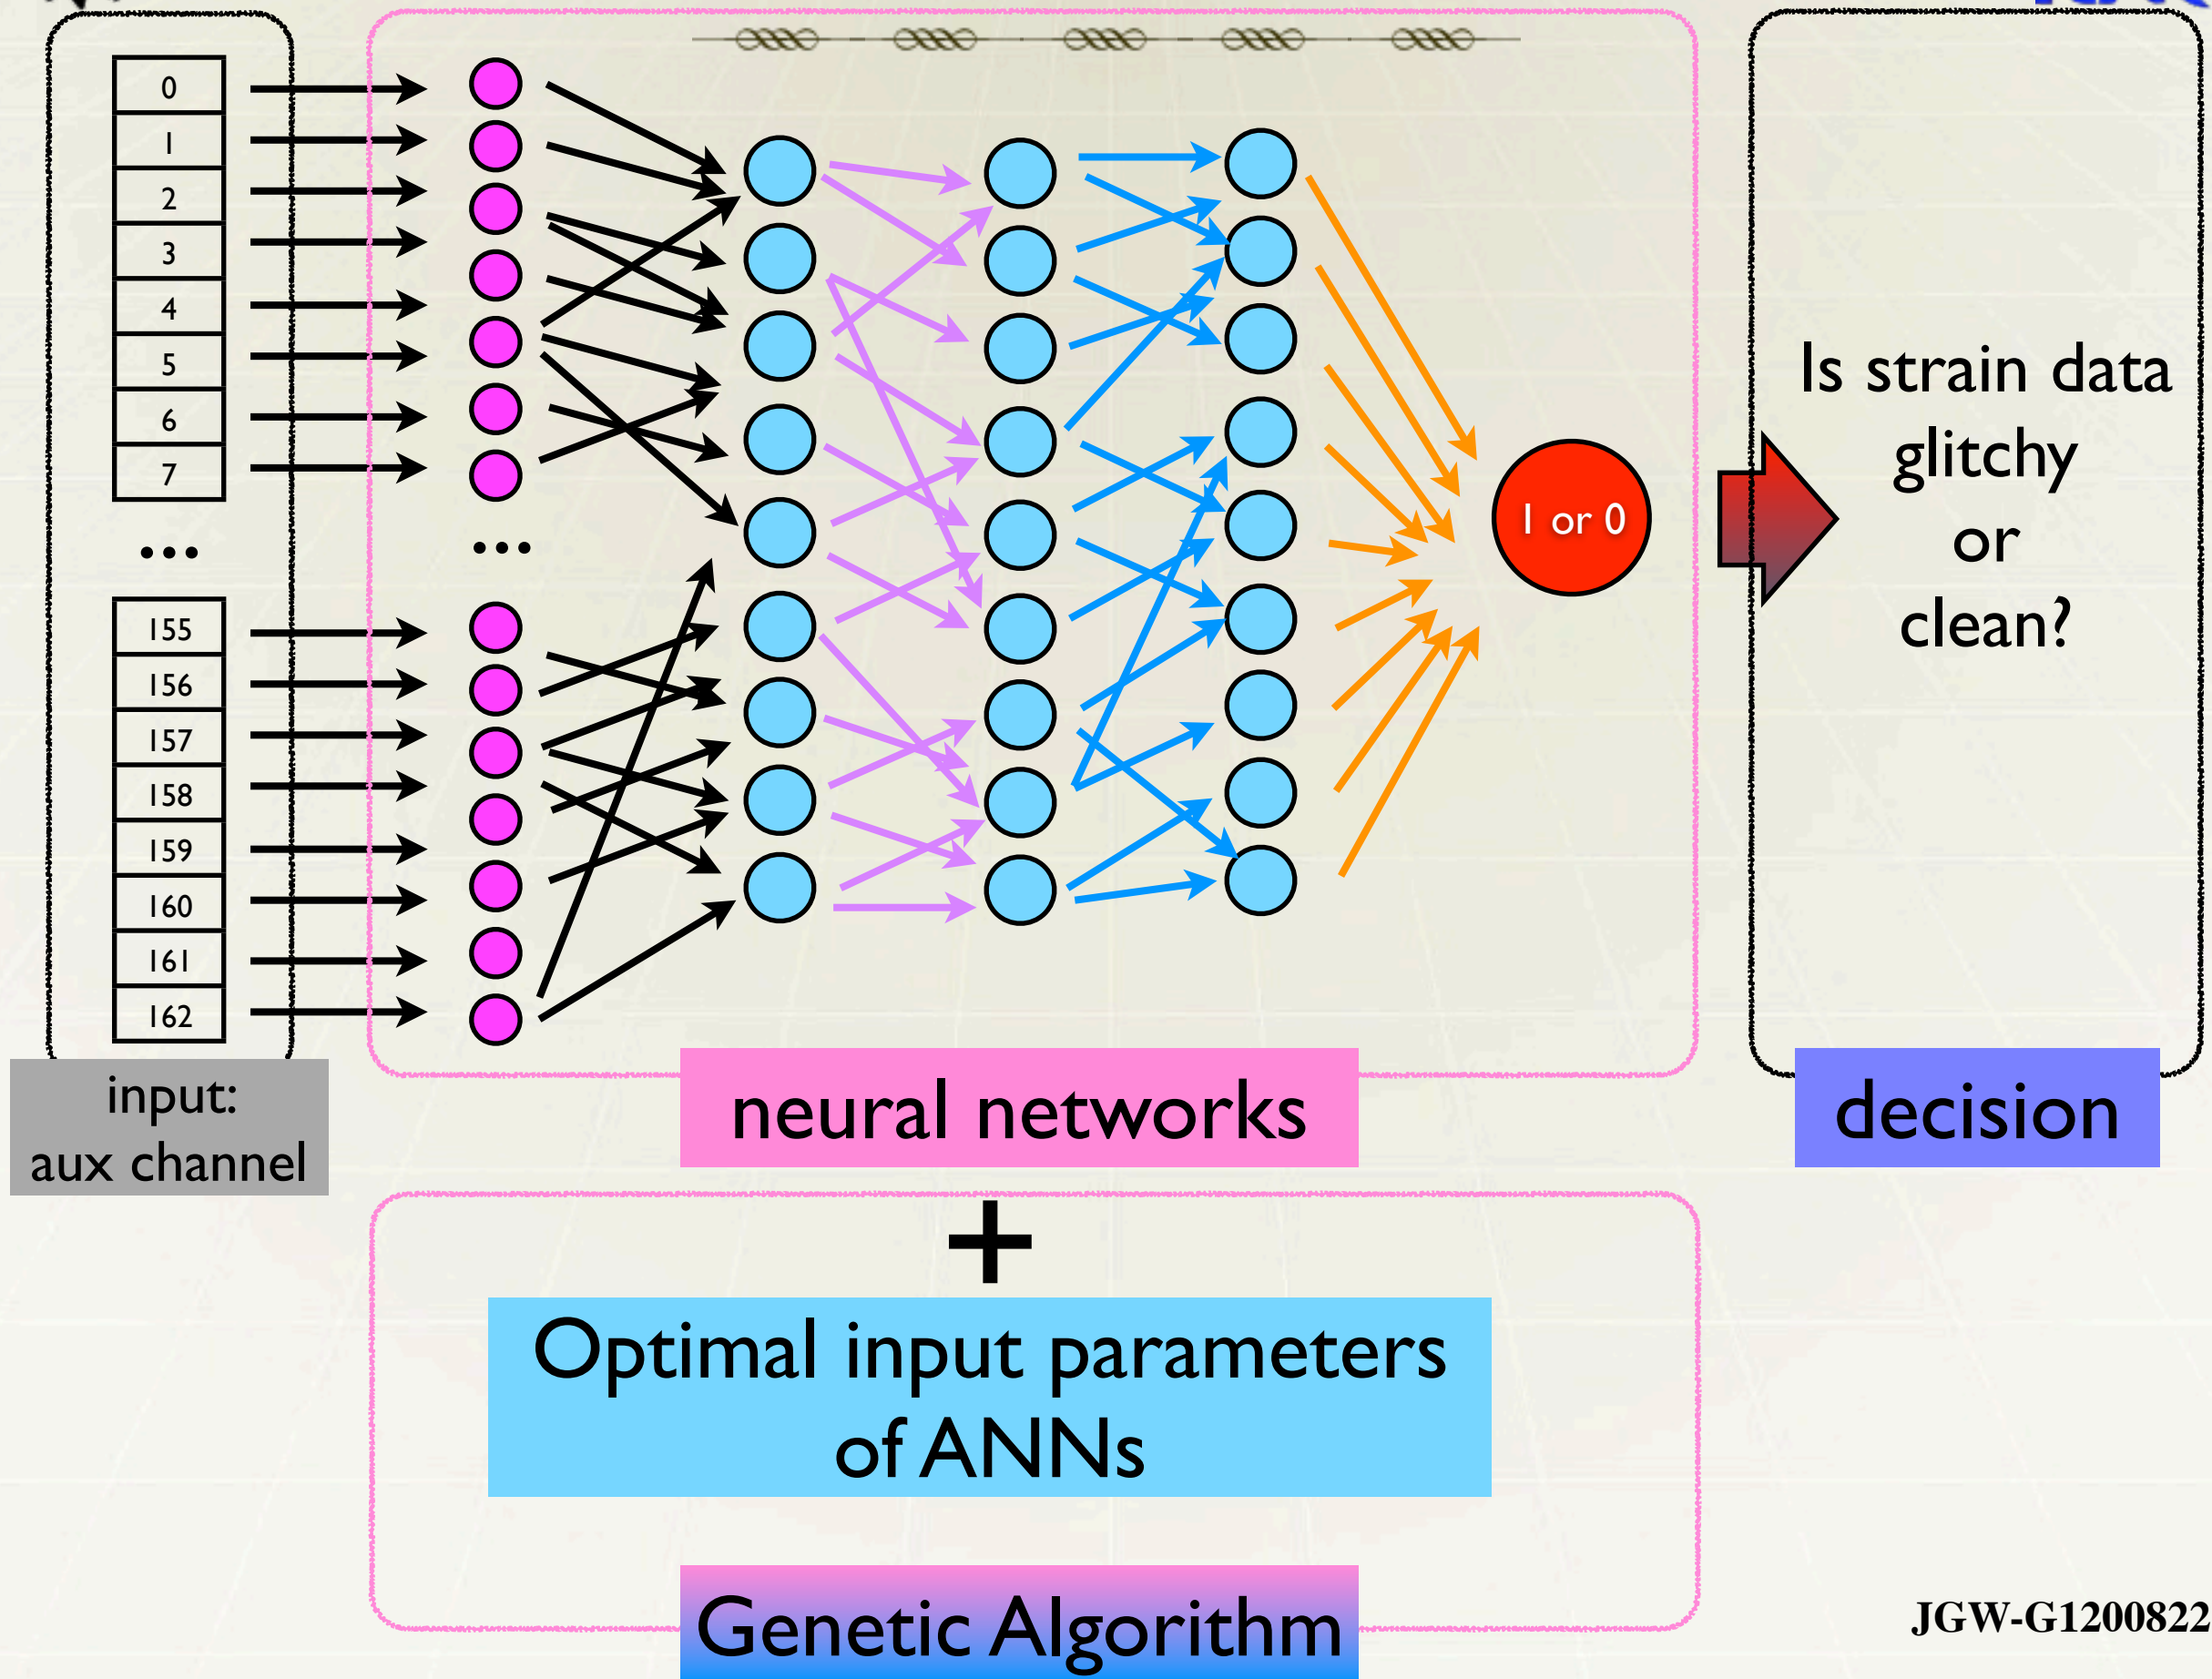 0
1
2
3
4
5
6
7
...
155
156
157
158
159
160
161
162
input:
aux channel
...
1 or 0
neural networks
Is strain data
glitchy
or
clean?
decision
+
Optimal input parameters
of ANNs
Genetic Algorithm
JGW-G1200822